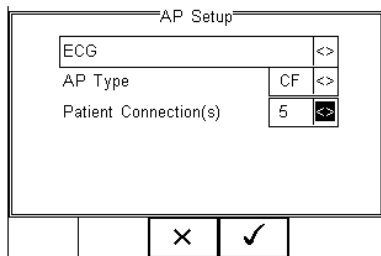 AP Setup
ECG <>
AP Type CF <>
Patient Connection(s) 5 <>